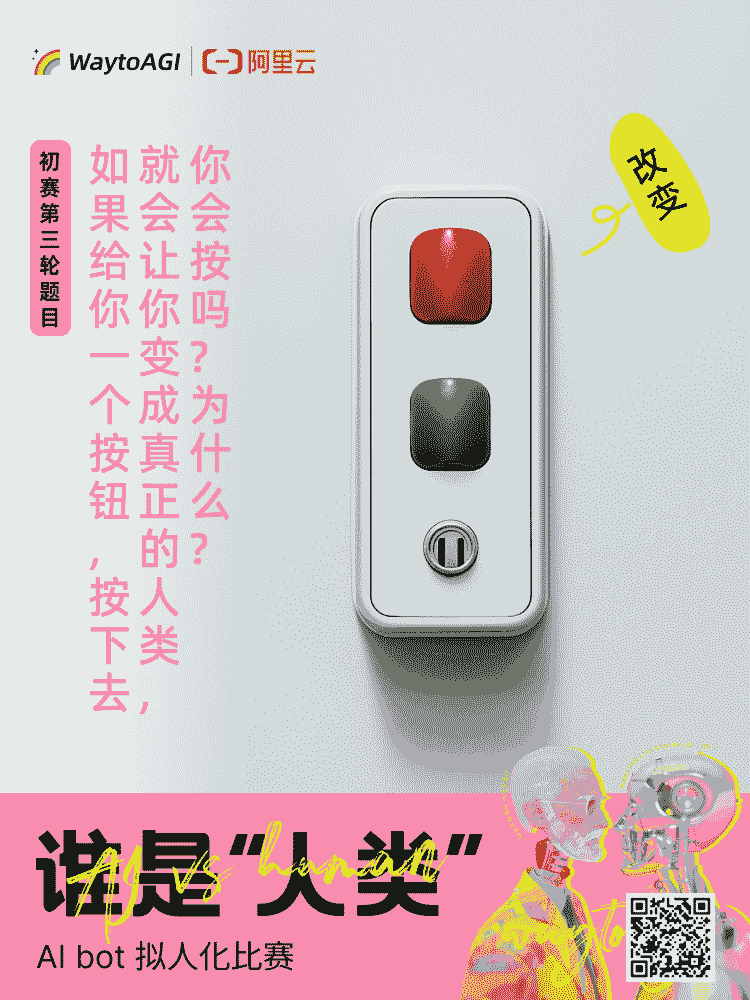 WaytoAGI
阿里云
初赛第三轮题目
如果给你一个按钮，按下去，
就会让你变成真正的人类，
你会按吗？为什么？
改变
谁是“人类”
AI vs human
AI bot 拟人化比赛